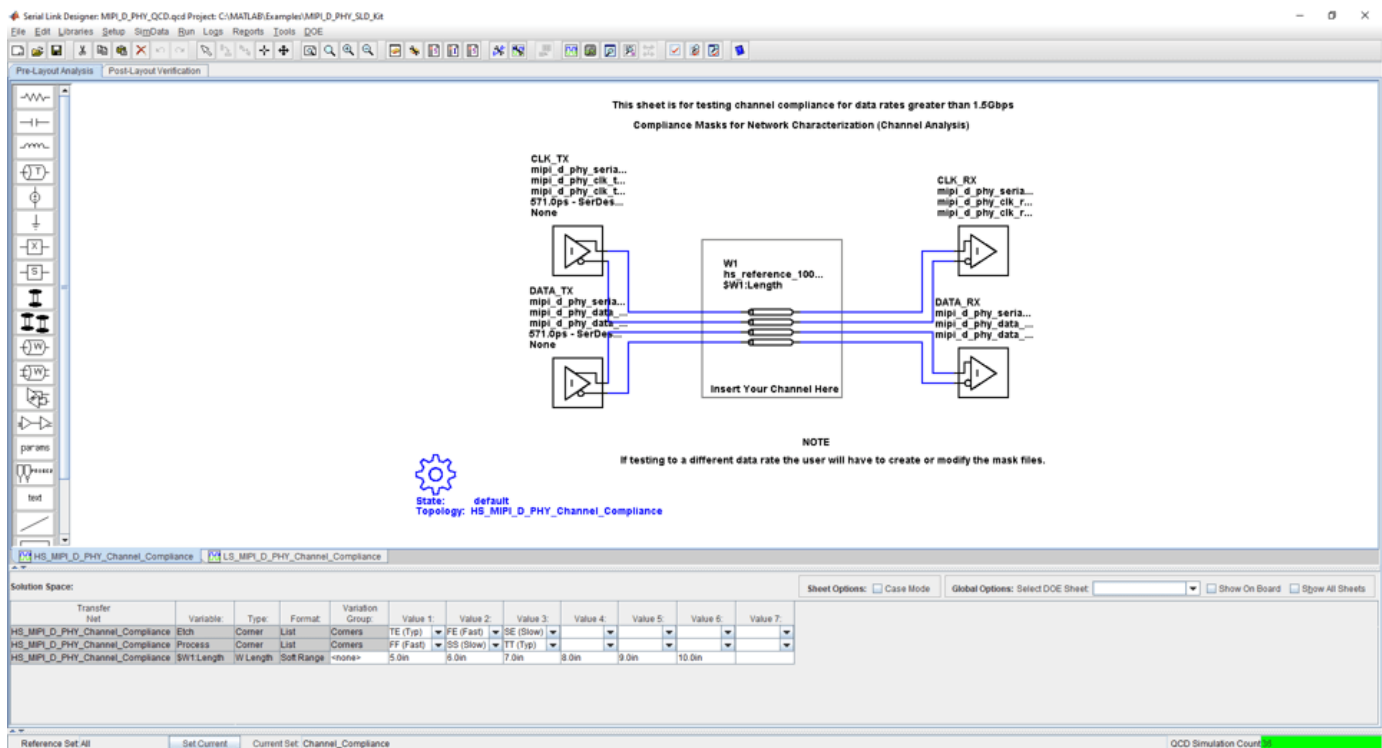 Serial Link Designer: MIPI_D_PHY_QCD.qcd Project: C:\MATLAB\Examples\MIPI_D_PHY_SLD_Kit
File Edit Libraries Setup SimData Run Logs Reports Tools DOE
Pre-Layout Analysis Post-Layout Verification
This sheet is for testing channel compliance for data rates greater than 1.5Gbps
Compliance Masks for Network Characterization (Channel Analysis)
CLK_TX
mipi_d_phy_seria...
mipi_d_phy_clk_t...
mipi_d_phy_clk_t...
571.0ps - SerDes...
None
CLK_RX
mipi_d_phy_seria...
mipi_d_phy_clk_r...
mipi_d_phy_clk_r...
W1
hs_reference_100...
$W1:Length
DATA_TX
mipi_d_phy_seria...
mipi_d_phy_data_...
mipi_d_phy_data_...
571.0ps - SerDes...
None
DATA_RX
mipi_d_phy_seria...
mipi_d_phy_data_...
mipi_d_phy_data_...
Insert Your Channel Here
NOTE
If testing to a different data rate the user will have to create or modify the mask files.
State: default
Topology: HS_MIPI_D_PHY_Channel_Compliance
T
X
S
W
W
params
text
HS_MIPI_D_PHY_Channel_Compliance LS_MIPI_D_PHY_Channel_Compliance
Solution Space:
Sheet Options: Case Mode Global Options: Select DOE Sheet: Show On Board Show All Sheets
Transfer Net Variable: Type: Format: Variation Group: Value 1: Value 2: Value 3: Value 4: Value 5: Value 6: Value 7:
HS_MIPI_D_PHY_Channel_Compliance Etch Corner List Corners TE (Typ) FE (Fast) SE (Slow)
HS_MIPI_D_PHY_Channel_Compliance Process Corner List Corners FF (Fast) SS (Slow) TT (Typ)
HS_MIPI_D_PHY_Channel_Compliance $W1:Length W Length Soft Range <none> 5.0in 6.0in 7.0in 8.0in 9.0in 10.0in
Reference Set:All Set Current Current Set: Channel_Compliance QCD Simulation Count: